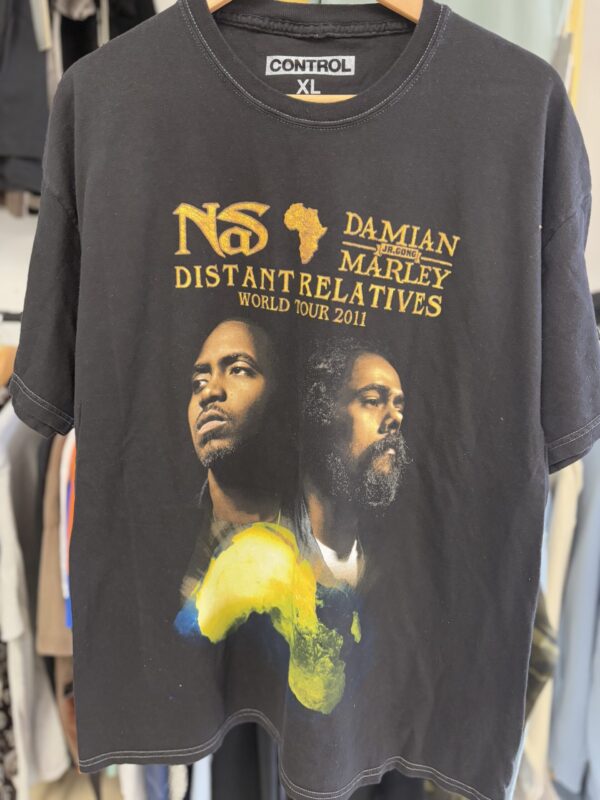 CONTROL
XL
NaS
DAMIAN
JR.GONG
MARLEY
DISTANT RELATIVES
WORLD TOUR 2011